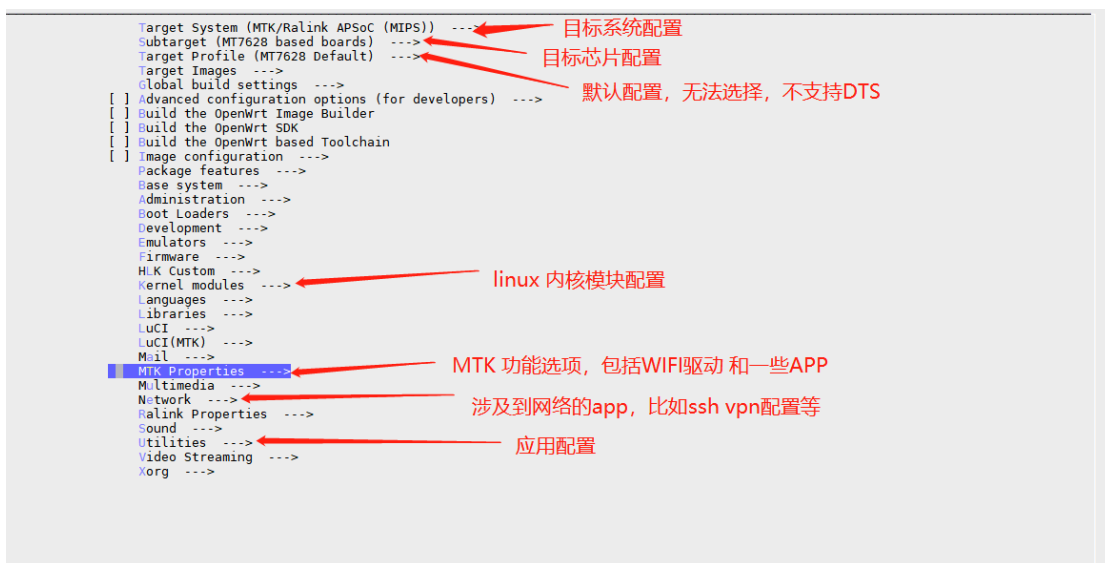 Target System (MTK/Ralink APSoC (MIPS))  --->
目标系统配置
Subtarget (MT7628 based boards)  --->
目标芯片配置
Target Profile (MT7628 Default)  --->
默认配置，无法选择，不支持DTS
Target Images  --->
Global build settings  --->
[ ] Advanced configuration options (for developers)  --->
[ ] Build the OpenWrt Image Builder
[ ] Build the OpenWrt SDK
[ ] Build the OpenWrt based Toolchain
[ ] Image configuration  --->
Package features  --->
Base system  --->
Administration  --->
Boot Loaders  --->
Development  --->
Emulators  --->
Firmware  --->
HLK Custom  --->
Kernel modules  --->
linux 内核模块配置
Languages  --->
Libraries  --->
LuCI  --->
LuCI(MTK)  --->
Mail  --->
MTK Properties  --->
MTK 功能选项，包括WIFI驱动 和一些APP
Multimedia  --->
Network  --->
涉及到网络的app，比如ssh vpn配置等
Ralink Properties  --->
Sound  --->
Utilities  --->
应用配置
Video Streaming  --->
Xorg  --->